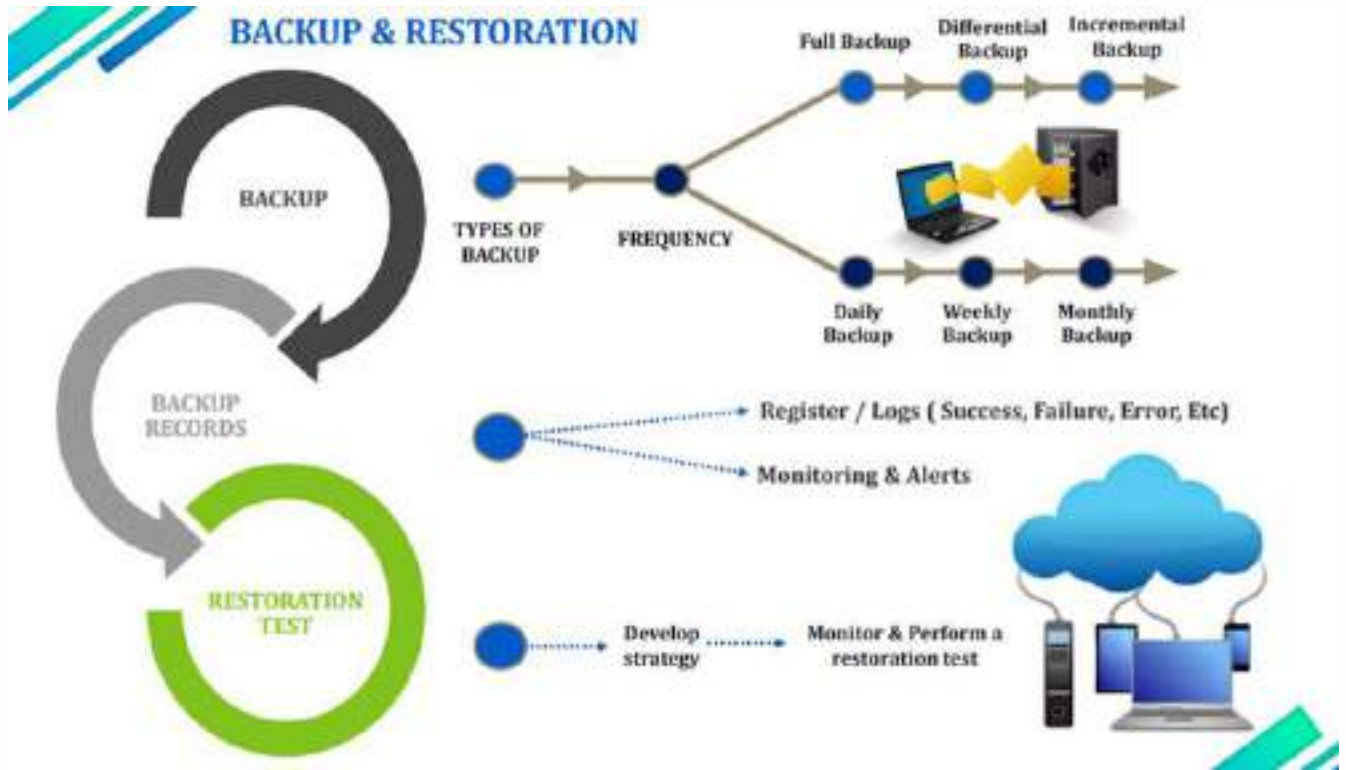 BACKUP & RESTORATION
Full Backup
Differential
Backup
Incremental
Backup
BACKUP
TYPES OF
BACKUP
FREQUENCY
Daily
Backup
Weekly
Backup
Monthly
Backup
BACKUP
RECORDS
Register / Logs ( Success, Failure, Error, Etc)
Monitoring & Alerts
RESTORATION
TEST
Develop
strategy
Monitor & Perform a
restoration test